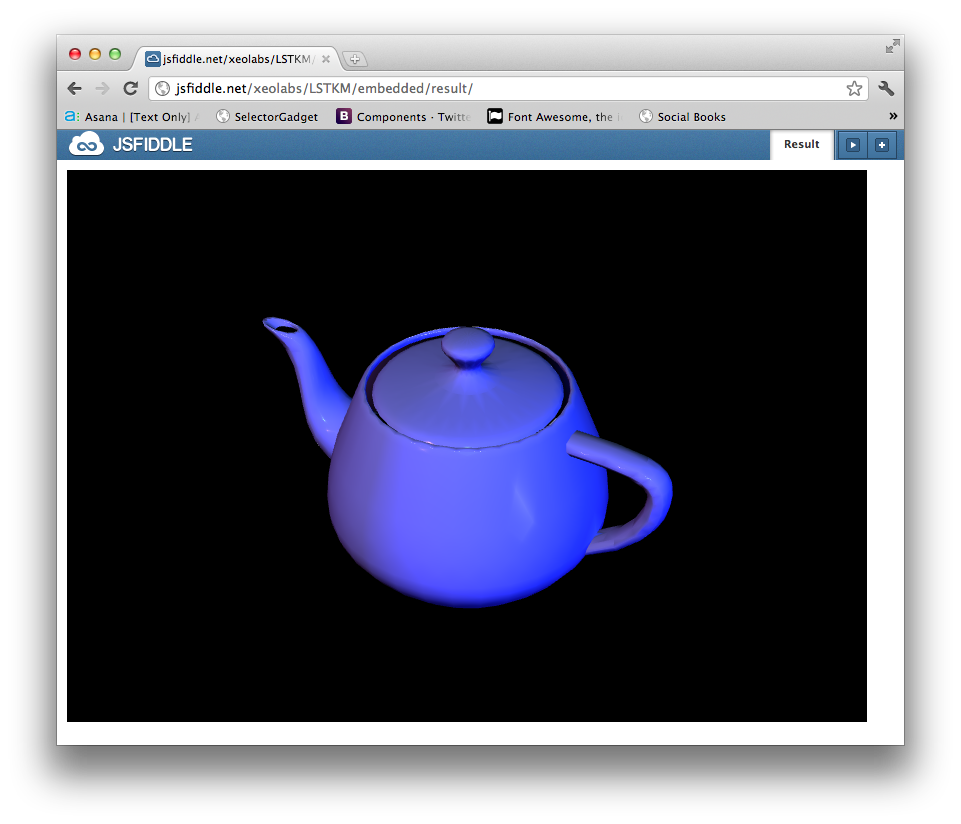 jsfiddle.net/xeolabs/LSTKM/
jsfiddle.net/xeolabs/LSTKM/embedded/result/
a: Asana | [Text Only] SelectorGadget B Components · Twitte Font Awesome, the Social Books »
JSFIDDLE Result